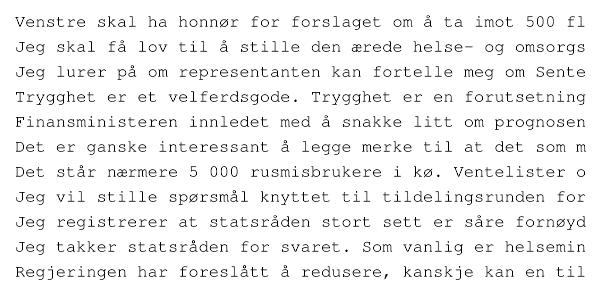 Venstre skal ha honnør for forslaget om å ta imot 500 fl
Jeg skal få lov til å stille den ærede helse- og omsorgs
Jeg lurer på om representanten kan fortelle meg om Sente
Trygghet er et velferdsgode. Trygghet er en forutsetning
Finansministeren innledet med å snakke litt om prognosen
Det er ganske interessant å legge merke til at det som m
Det står nærmere 5 000 rusmisbrukere i kø. Ventelister o
Jeg vil stille spørsmål knyttet til tildelingsrunden for
Jeg registrerer at statsråden stort sett er såre fornøyd
Jeg takker statsråden for svaret. Som vanlig er helsemin
Regjeringen har foreslått å redusere, kanskje kan en til